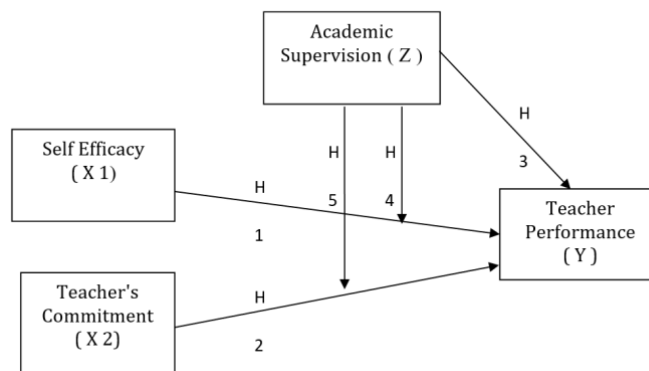 Academic
Supervision ( Z )
H
3
Self Efficacy
( X 1)
H
1
H
5
H
4
Teacher
Performance
( Y )
Teacher's
Commitment
( X 2)
H
2